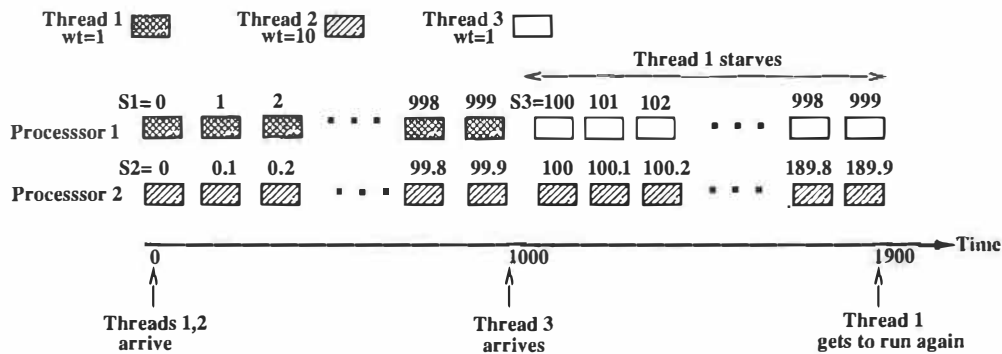 Thread 1 Thread 2 Thread 3
wt=1 wt=10 wt=1
Thread 1 starves
S1= 0 1 2 998 999 S3=100 101 102 998 999
Processsor 1
S2= 0 0.1 0.2 99.8 99.9 100 100.1 100.2 189.8 189.9
Processsor 2
Time
0 1000 1900
Threads 1,2 Thread 3 Thread 1
arrive arrives gets to run again